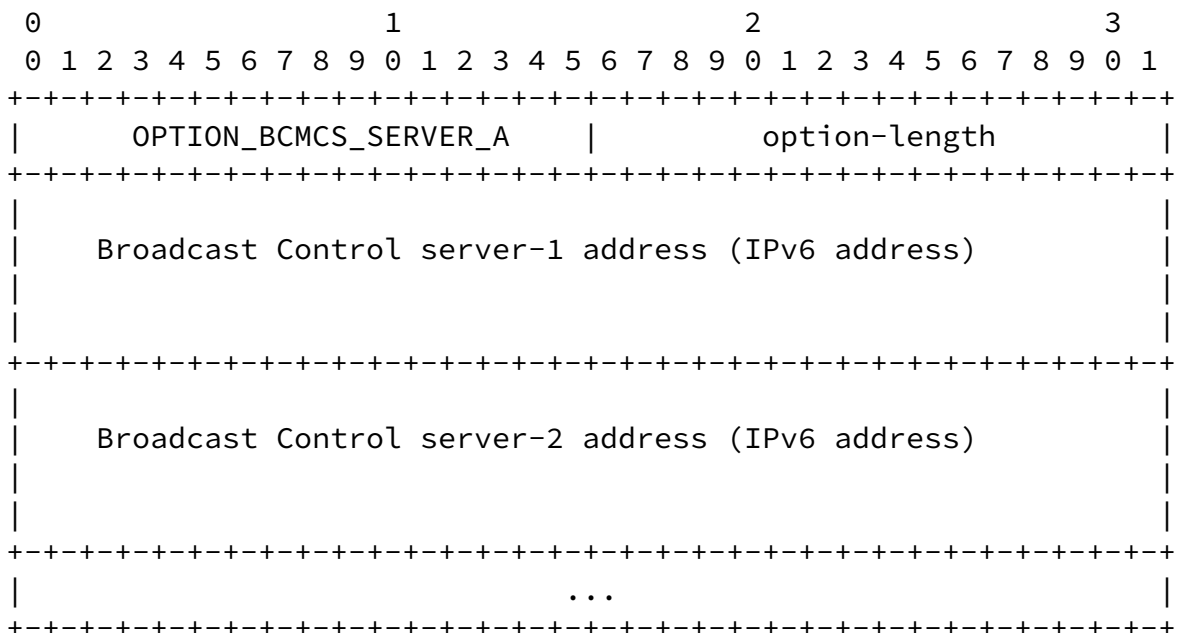 0                   1                   2                   3
 0 1 2 3 4 5 6 7 8 9 0 1 2 3 4 5 6 7 8 9 0 1 2 3 4 5 6 7 8 9 0 1
+-+-+-+-+-+-+-+-+-+-+-+-+-+-+-+-+-+-+-+-+-+-+-+-+-+-+-+-+-+-+-+-+
|      OPTION_BCMCS_SERVER_A    |         option-length         |
+-+-+-+-+-+-+-+-+-+-+-+-+-+-+-+-+-+-+-+-+-+-+-+-+-+-+-+-+-+-+-+-+
|                                                               |
|    Broadcast Control server-1 address (IPv6 address)          |
|                                                               |
|                                                               |
+-+-+-+-+-+-+-+-+-+-+-+-+-+-+-+-+-+-+-+-+-+-+-+-+-+-+-+-+-+-+-+-+
|                                                               |
|    Broadcast Control server-2 address (IPv6 address)          |
|                                                               |
|                                                               |
+-+-+-+-+-+-+-+-+-+-+-+-+-+-+-+-+-+-+-+-+-+-+-+-+-+-+-+-+-+-+-+-+
|                              ...                              |
+-+-+-+-+-+-+-+-+-+-+-+-+-+-+-+-+-+-+-+-+-+-+-+-+-+-+-+-+-+-+-+-+